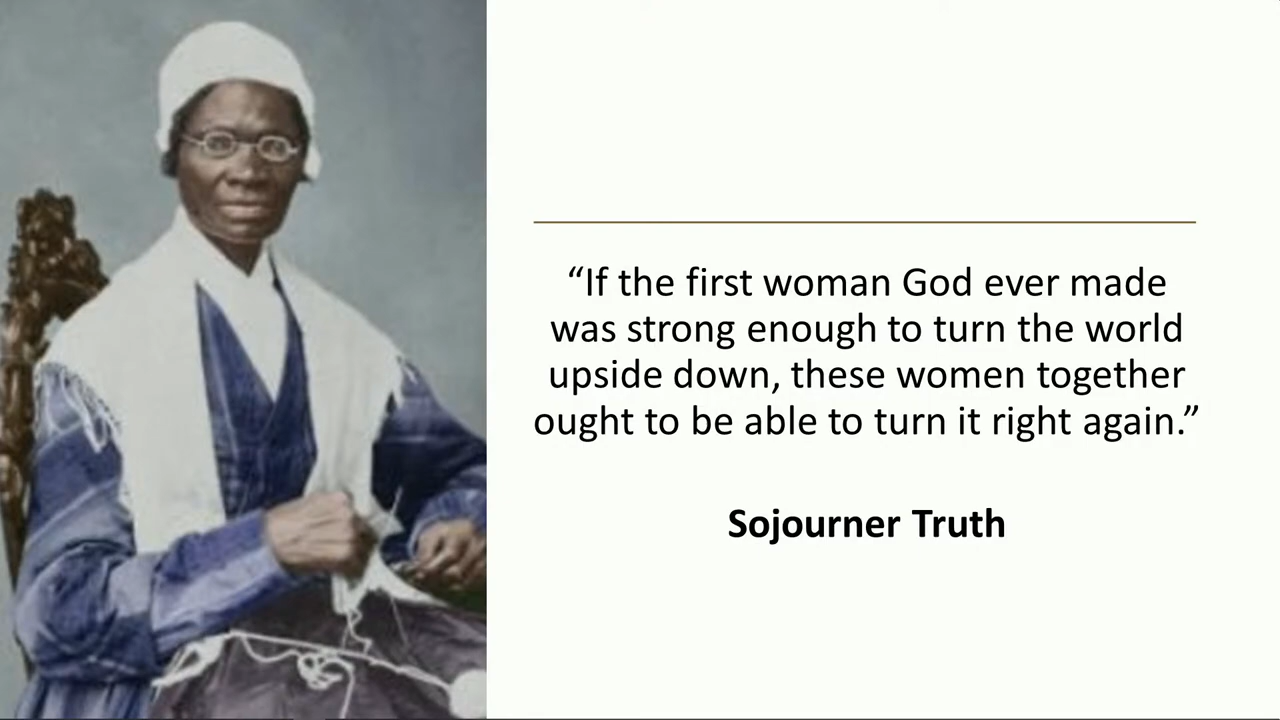 “If the first woman God ever made
was strong enough to turn the world
upside down, these women together
ought to be able to turn it right again.”
Sojourner Truth